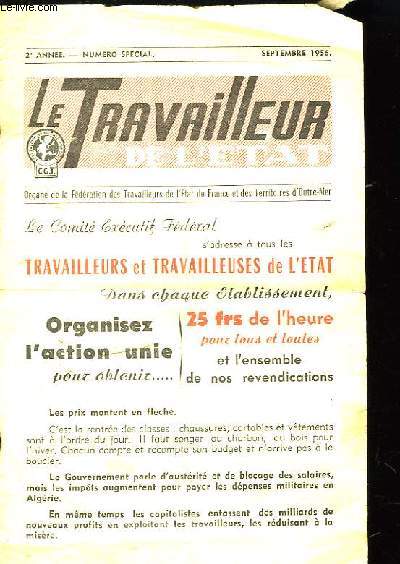 Le-livre.com
2e ANNEE. — NUMERO SPECIAL.
SEPTEMBRE 1956.
LE TRAVAILLEUR
DE L'ETAT
C.G.T.
Organe de la Fédération des Travailleurs de l'Etat de France et des Territoires d'Outre-Mer
Le Comité Exécutif Fédéral
s'adresse à tous les
TRAVAILLEURS et TRAVAILLEUSES de L'ETAT
Dans chaque Etablissement,
Organisez
l'action unie
pour obtenir.....
25 frs de l'heure
pour tous et toutes
et l'ensemble
de nos revendications
Les prix montent en flèche.
C'est la rentrée des classes : chaussures, cartables et vêtements
sont à l'ordre du jour. Il faut songer au charbon, au bois pour
l'hiver. Chacun compte et recompte son budget et n'arrive pas à le
boucler.
Le Gouvernement parle d'austérité et de blocage des salaires,
mais les impôts augmentent pour payer les dépenses militaires en
Algérie.
En même temps les capitalistes entassent des milliards de
nouveaux profits en exploitant les travailleurs, les réduisant à la
misère.